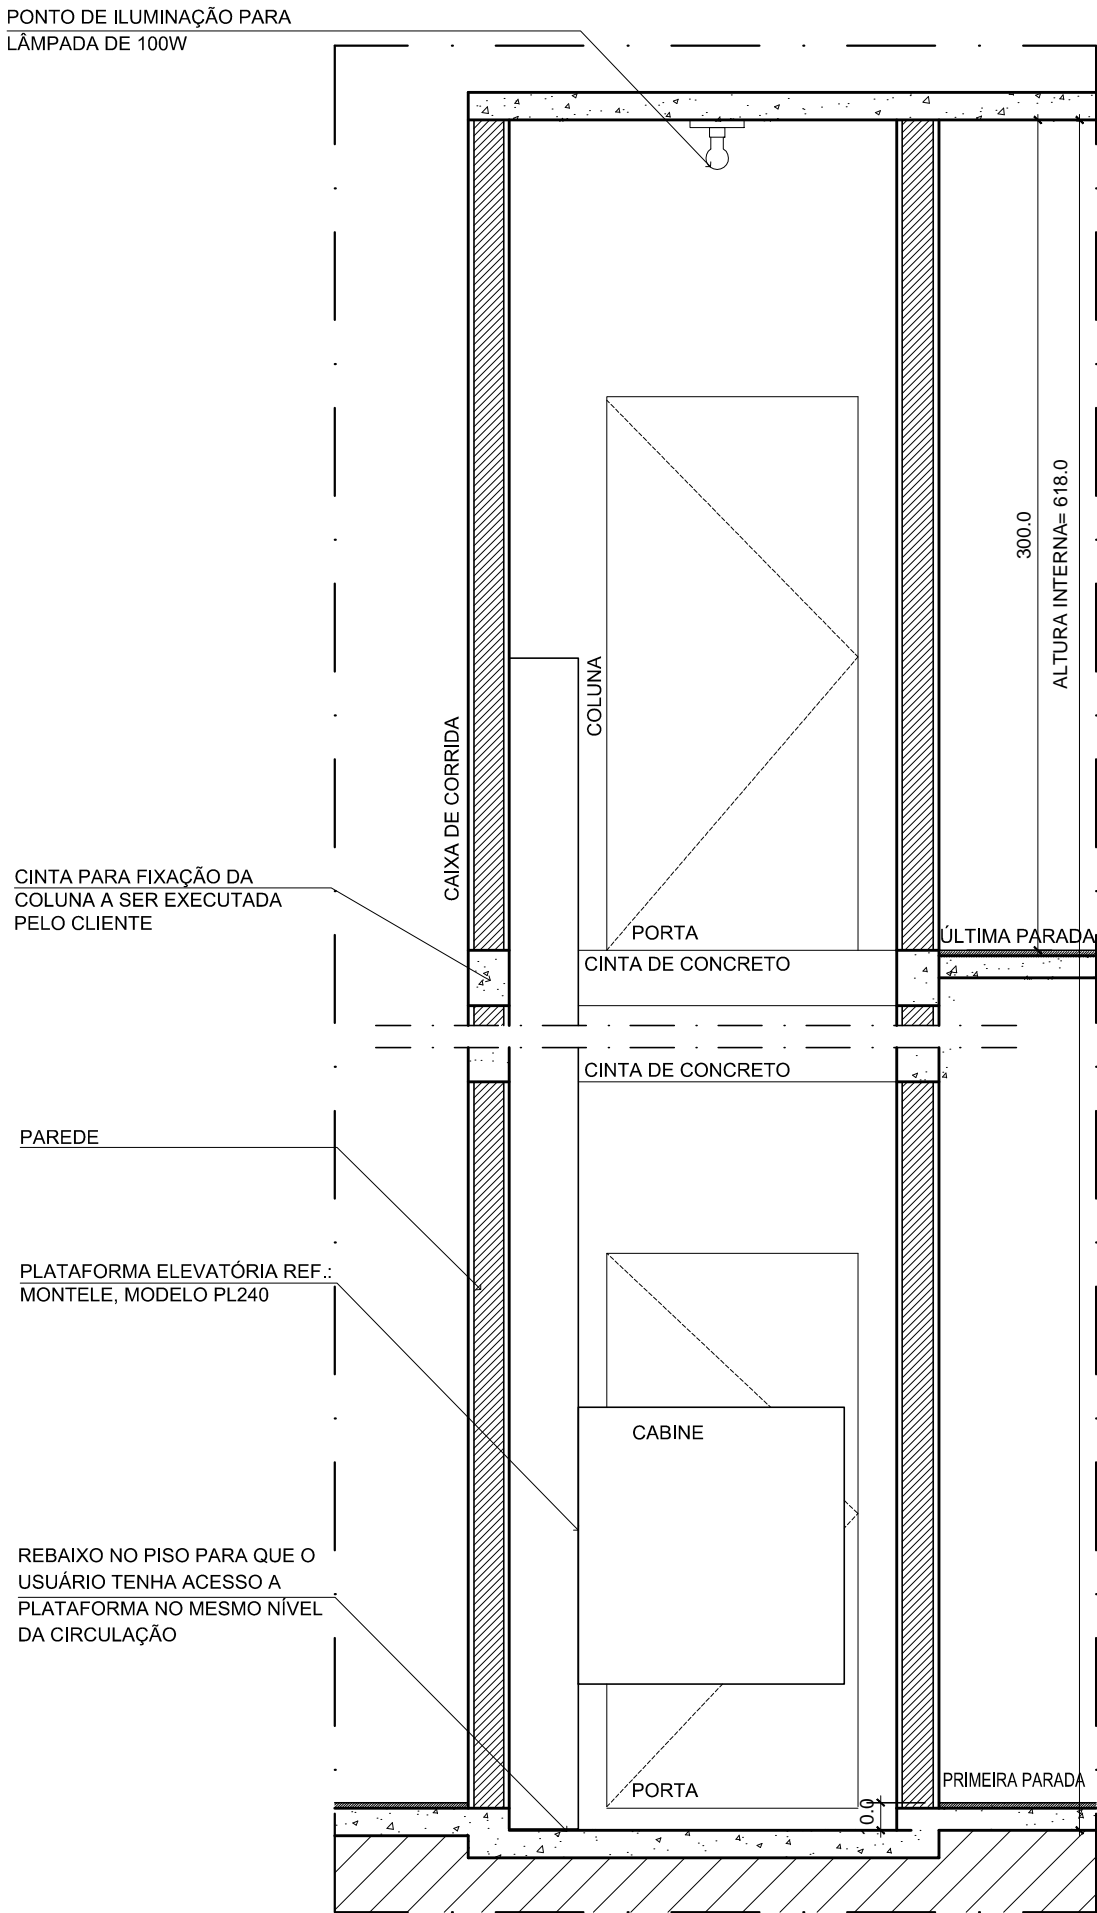 PONTO DE ILUMINAÇÃO PARA
LÂMPADA DE 100W
300.0
ALTURA INTERNA= 618.0
COLUNA
CAIXA DE CORRIDA
CINTA PARA FIXAÇÃO DA
COLUNA A SER EXECUTADA
PELO CLIENTE
PORTA
ÚLTIMA PARADA
CINTA DE CONCRETO
CINTA DE CONCRETO
PAREDE
PLATAFORMA ELEVATÓRIA REF.:
MONTELE, MODELO PL240
CABINE
REBAIXO NO PISO PARA QUE O
USUÁRIO TENHA ACESSO A
PLATAFORMA NO MESMO NÍVEL
DA CIRCULAÇÃO
PORTA
PRIMEIRA PARADA
10.0